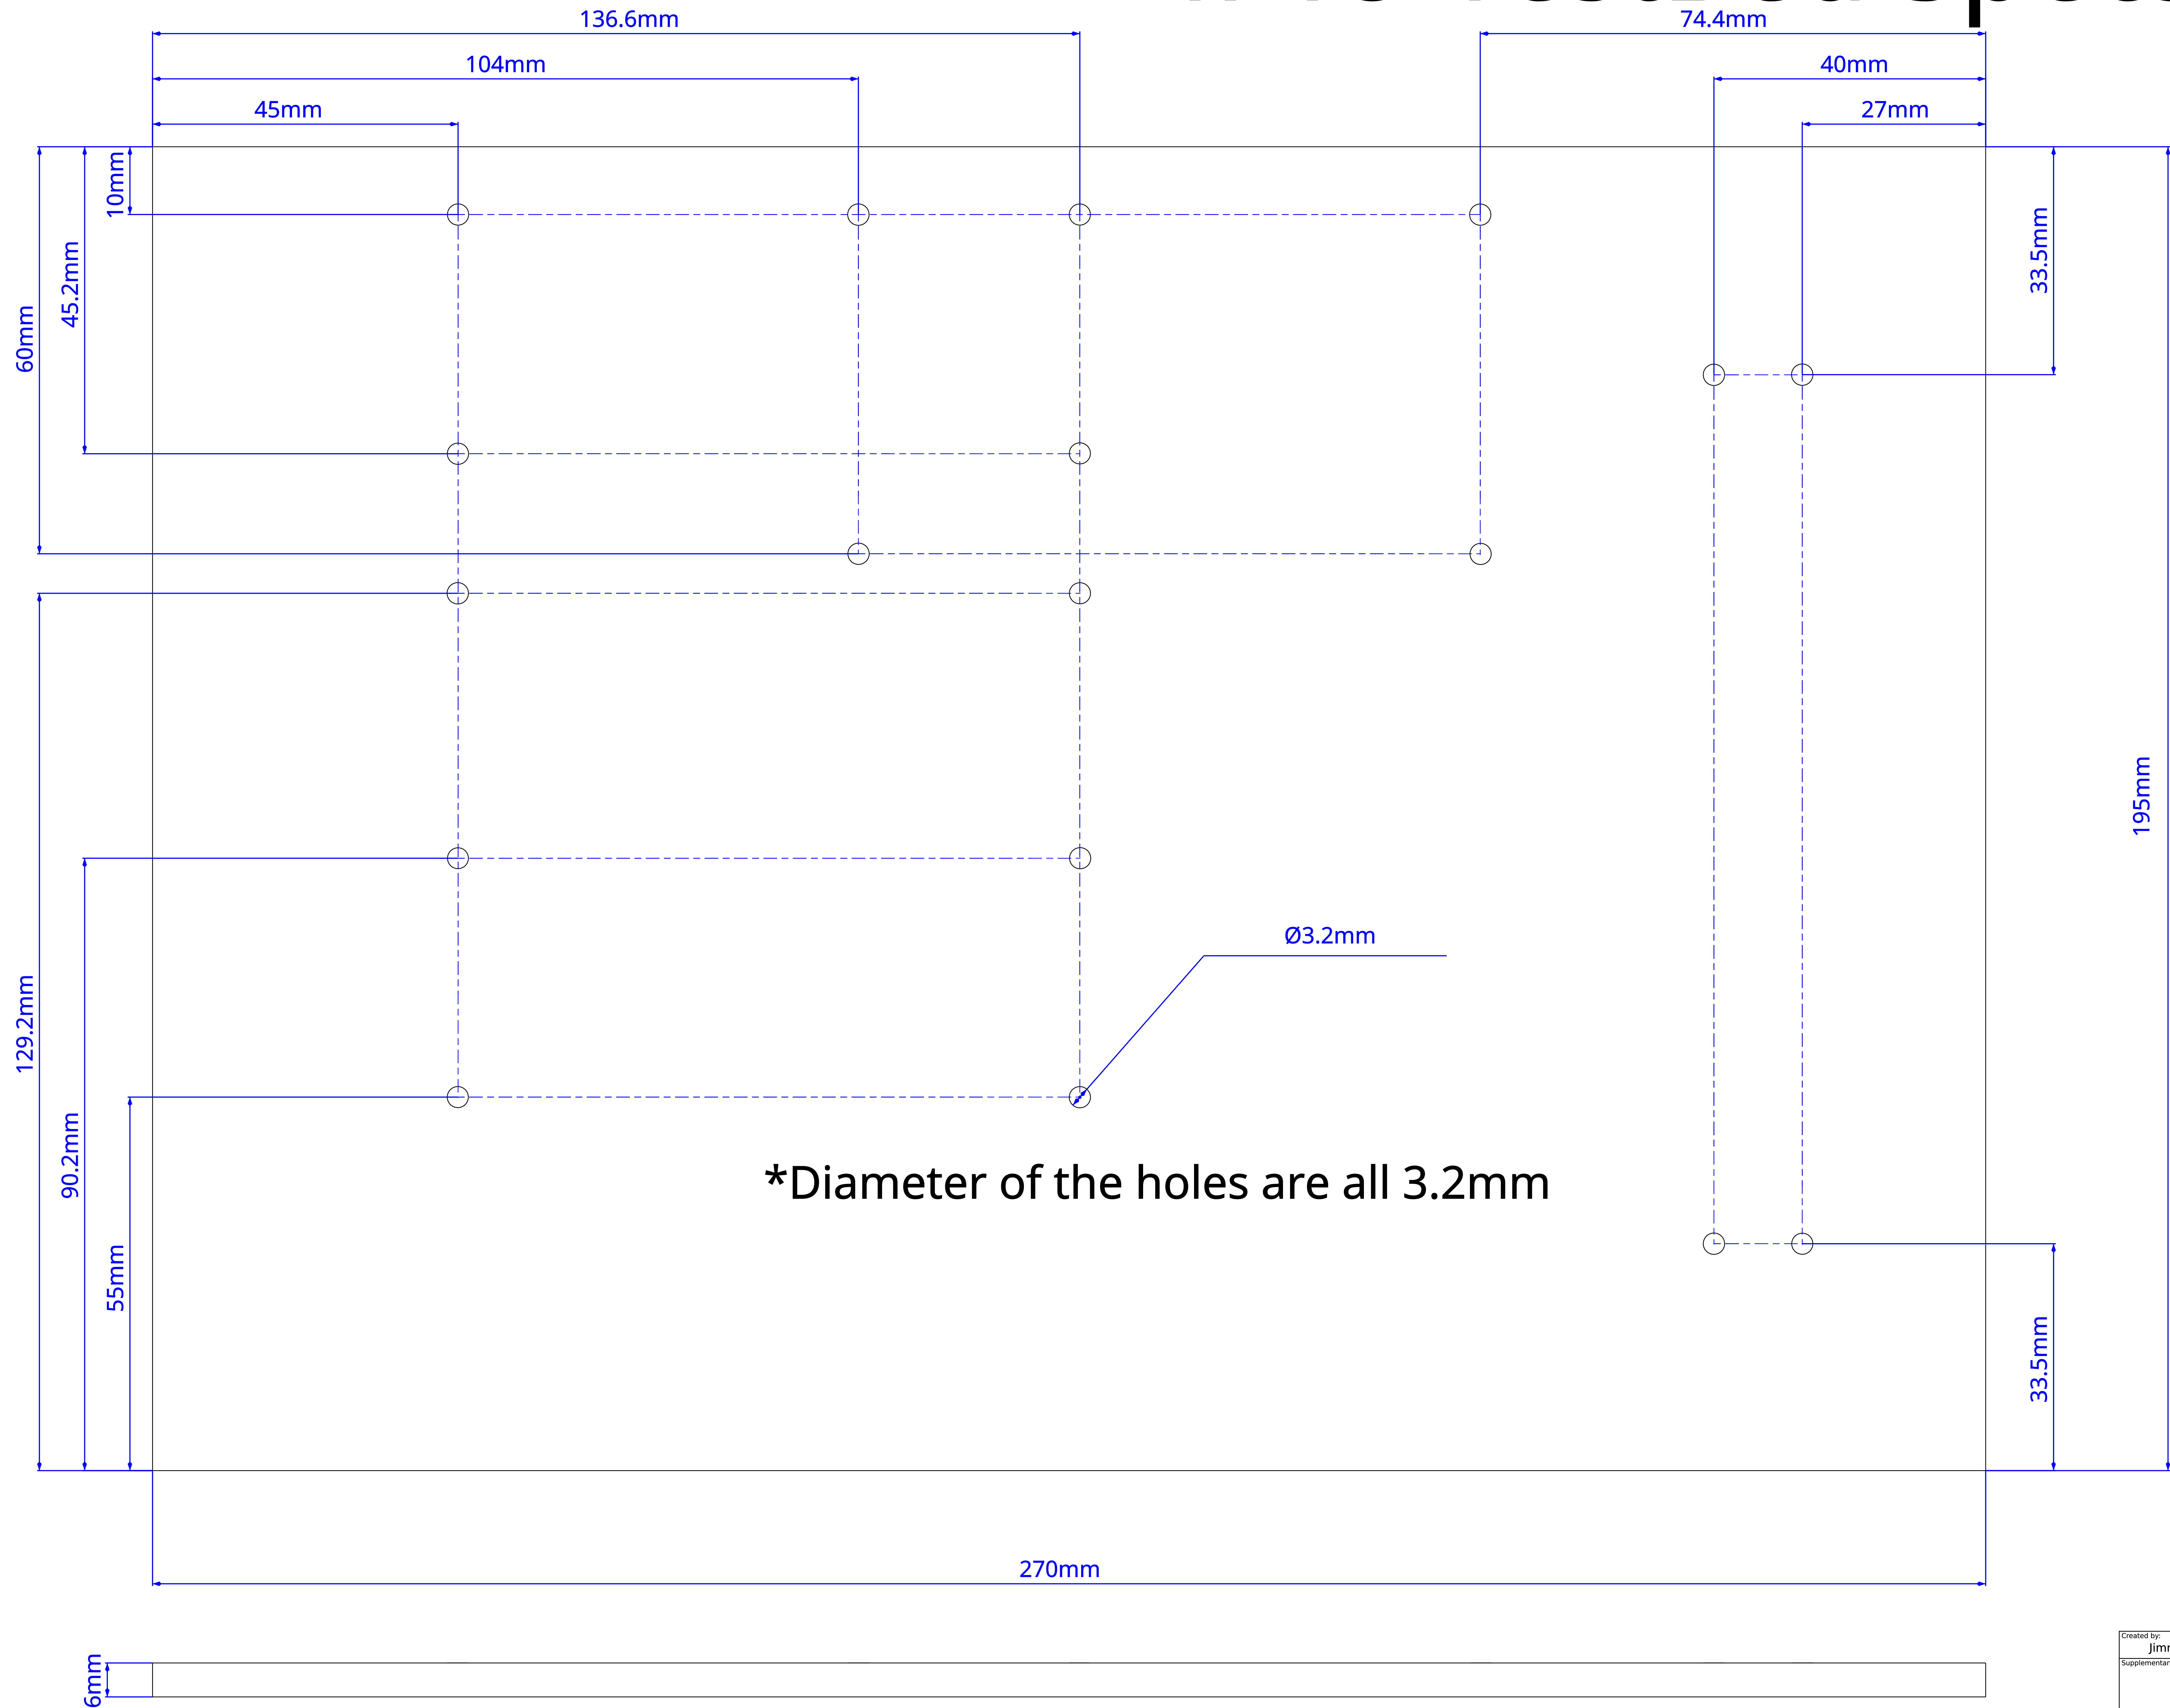 136.6mm
74.4mm
104mm
40mm
45mm
27mm
10mm
45.2mm
60mm
33.5mm
195mm
Ø3.2mm
129.2mm
90.2mm
55mm
*Diameter of the holes are all 3.2mm
33.5mm
270mm
6mm
Created by: